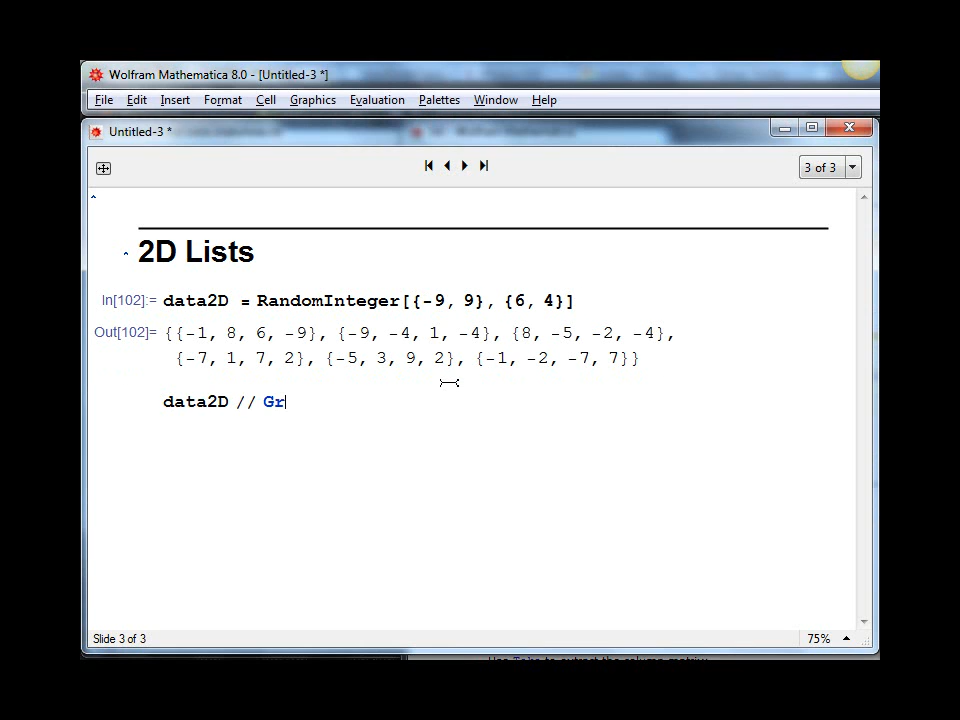 Wolfram Mathematica 8.0 - [Untitled-3 *]
File Edit Insert Format Cell Graphics Evaluation Palettes Window Help
Untitled-3 *
3 of 3
2D Lists
In[102]:= data2D = RandomInteger[{-9, 9}, {6, 4}]
Out[102]= {{-1, 8, 6, -9}, {-9, -4, 1, -4}, {8, -5, -2, -4},
{-7, 1, 7, 2}, {-5, 3, 9, 2}, {-1, -2, -7, 7}}
data2D // Gr
Slide 3 of 3
75%